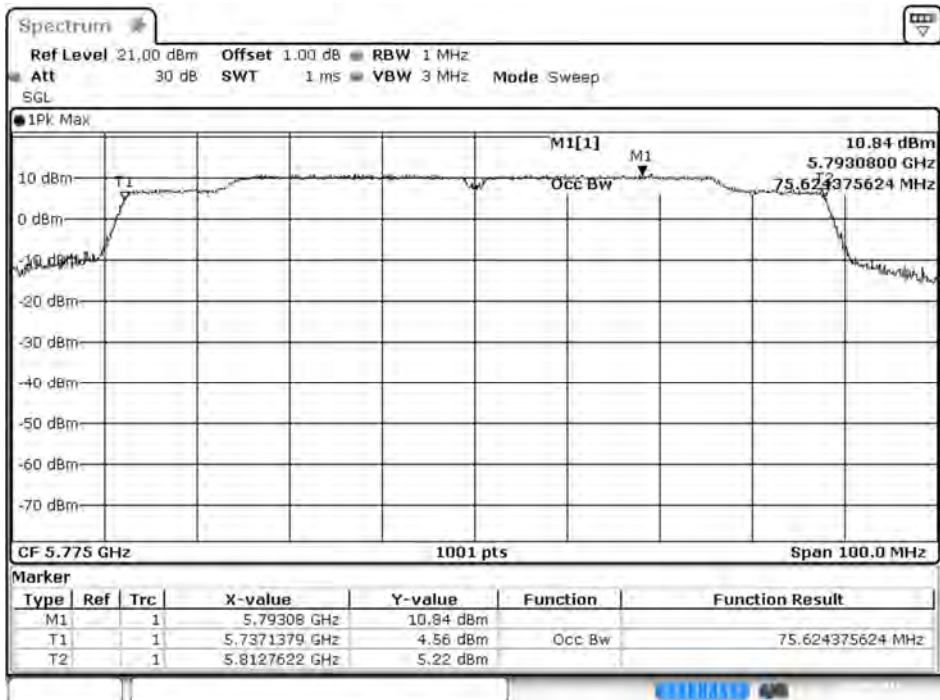 Spectrum
Ref Level 21.00 dBm Offset 1.00 dB RBW 1 MHz
Att 30 dB SWT 1 ms VBW 3 MHz Mode Sweep
SGL
1Pk Max
M1[1] 10.84 dBm
M1 5.7930800 GHz
10 dBm T1 Occ Bw 75.624375624 MHz
T2
0 dBm
-10 dBm
-20 dBm
-30 dBm
-40 dBm
-50 dBm
-60 dBm
-70 dBm
CF 5.775 GHz 1001 pts Span 100.0 MHz
Marker
Type Ref Trc X-value Y-value Function Function Result
M1 1 5.79308 GHz 10.84 dBm
T1 1 5.7371379 GHz 4.56 dBm Occ Bw 75.624375624 MHz
T2 1 5.8127622 GHz 5.22 dBm